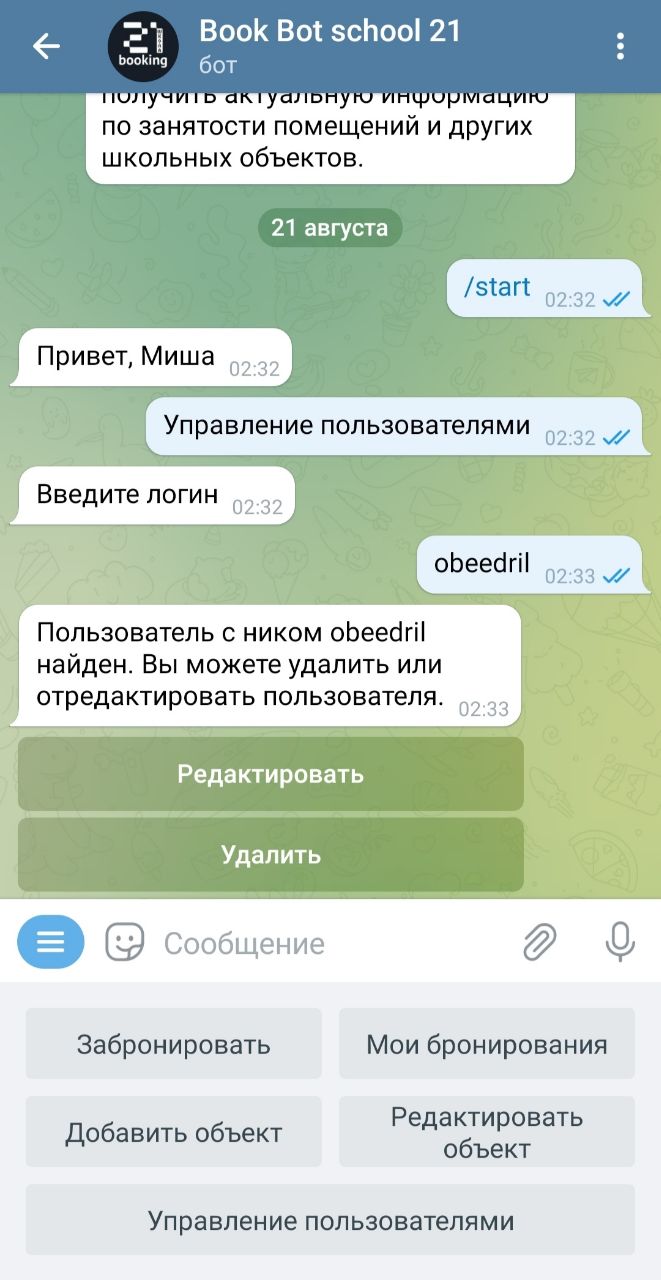 Book Bot school 21
21
ШКОЛА
booking
бот
получить актуальную информацию
по занятости помещений и других
школьных объектов.
21 августа
/start 02:32
Привет, Миша 02:32
Управление пользователями 02:32
Введите логин 02:32
obeedril 02:33
Пользователь с ником obeedril
найден. Вы можете удалить или
отредактировать пользователя. 02:33
Редактировать
Удалить
Сообщение
Забронировать
Мои бронирования
Добавить объект
Редактировать
объект
Управление пользователями